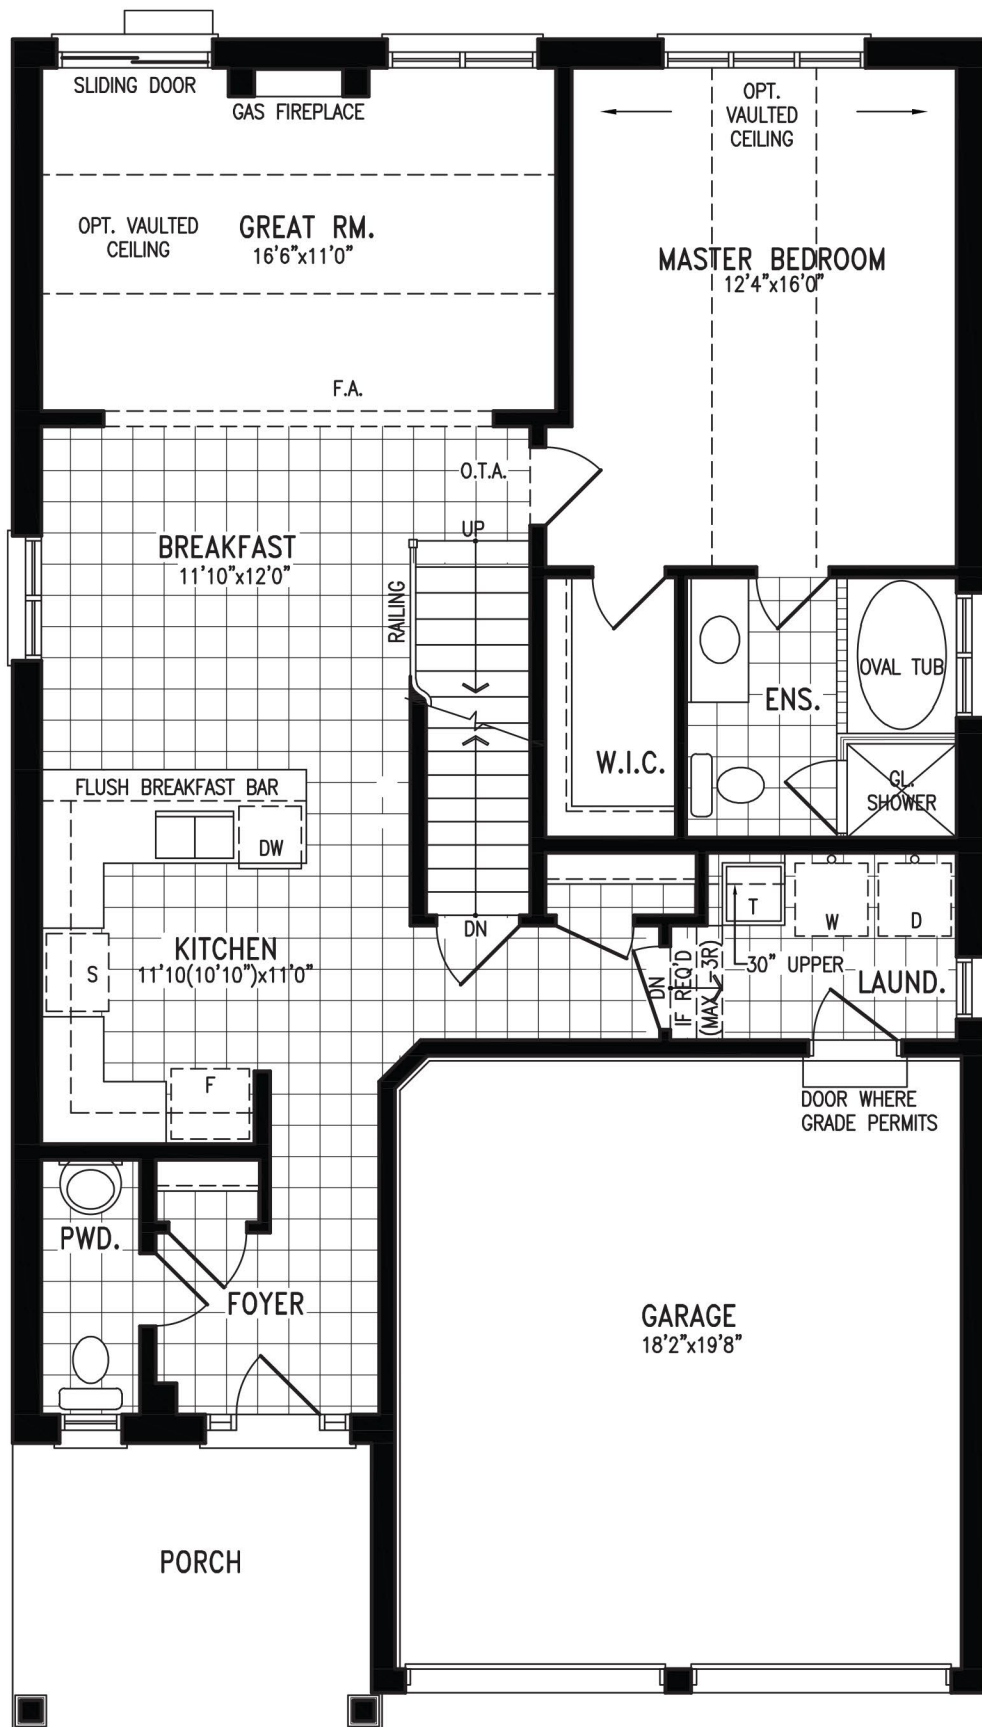 SLIDING DOOR
GAS FIREPLACE
OPT.
VAULTED
CEILING
OPT. VAULTED
CEILING
GREAT RM.
16'6"x11'0"
MASTER BEDROOM
12'4"x16'0"
F.A.
O.T.A.
UP
BREAKFAST
11'10"x12'0"
RAILING
OVAL TUB
ENS.
W.I.C.
GL.
SHOWER
FLUSH BREAKFAST BAR
DW
T
W
D
DN
KITCHEN
11'10(10'10")x11'0"
S
30" UPPER
LAUND.
DN
IF REQ'D
(MAX. -3R)
F
DOOR WHERE
GRADE PERMITS
PWD.
FOYER
GARAGE
18'2"x19'8"
PORCH